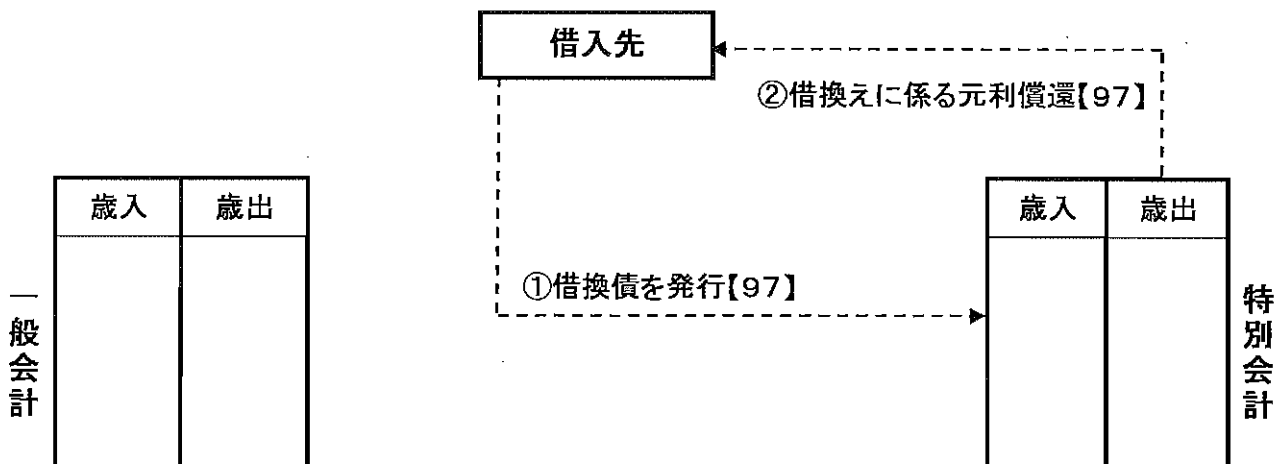 借入先
②借換えに係る元利償還【97】
歳入 歳出
歳入 歳出
①借換債を発行【97】
一般会計
特別会計